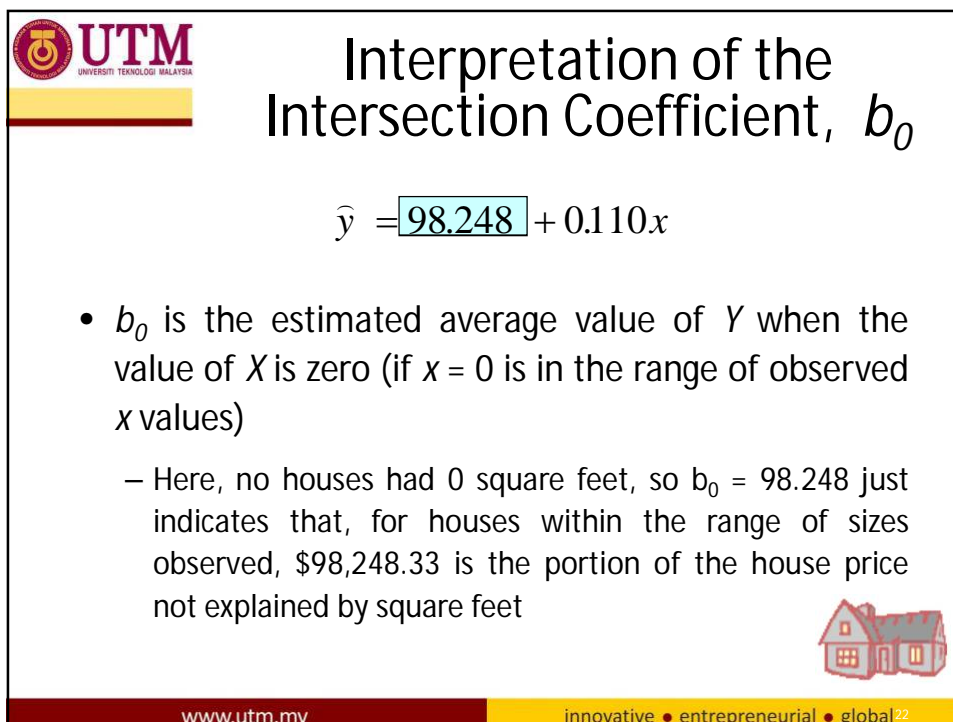 UTM
UNIVERSITI TEKNOLOGI MALAYSIA
Interpretation of the
Intersection Coefficient, b₀
ŷ = 98.248 + 0.110x
• b₀ is the estimated average value of Y when the
value of X is zero (if x = 0 is in the range of observed
x values)
– Here, no houses had 0 square feet, so b₀ = 98.248 just
indicates that, for houses within the range of sizes
observed, $98,248.33 is the portion of the house price
not explained by square feet
www.utm.my
innovative ● entrepreneurial ● global 22